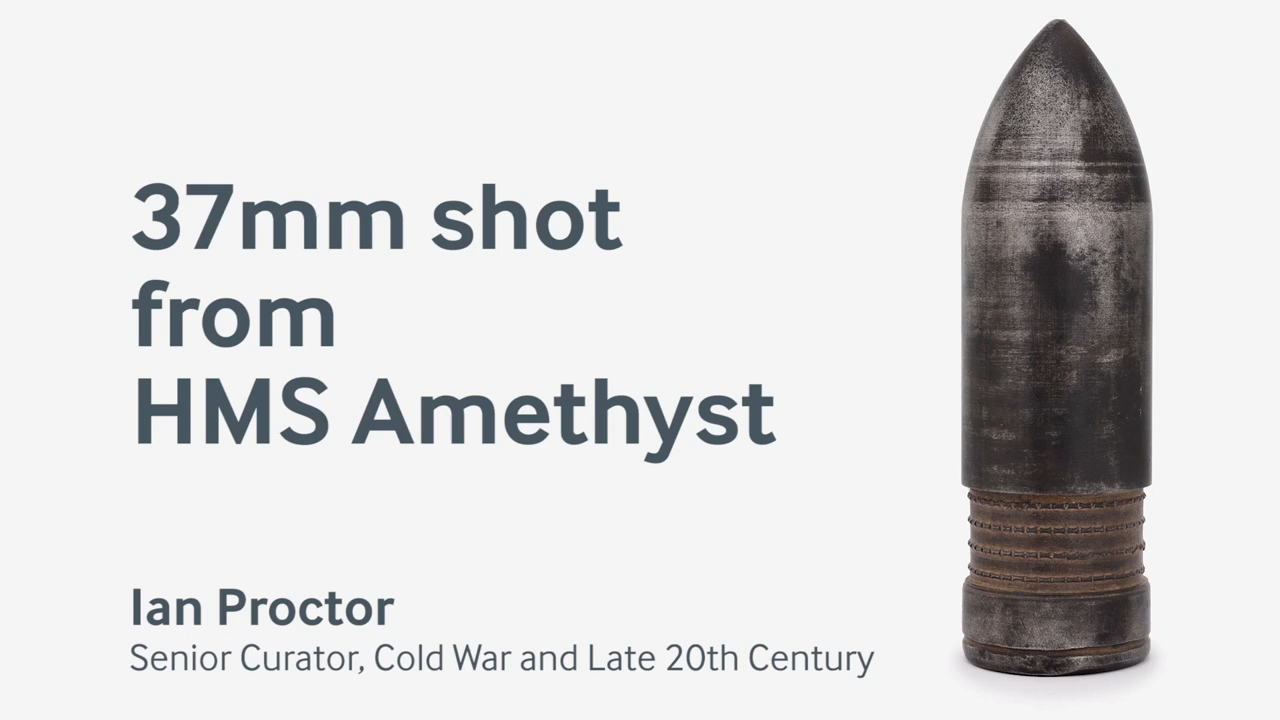 37mm shot
from
HMS Amethyst
Ian Proctor
Senior Curator, Cold War and Late 20th Century